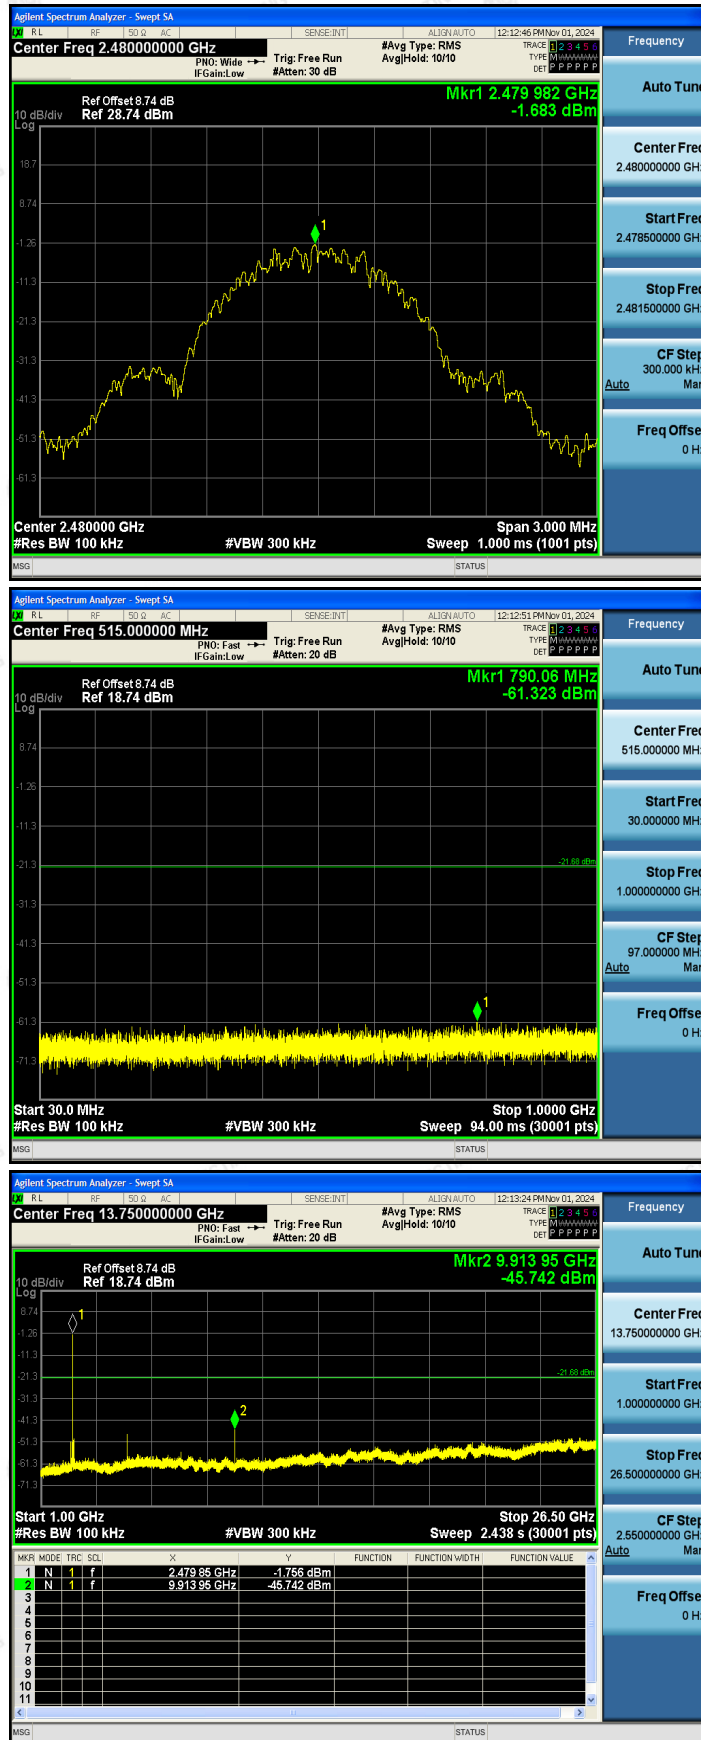 Agilent Spectrum Analyzer - Swept SA
LXI RL RF 50 Ω AC SENSE:INT ALIGN AUTO 12:12:46 PM Nov 01, 2024
Center Freq 2.480000000 GHz #Avg Type: RMS TRACE 1 2 3 4 5 6
PNO: Wide Trig: Free Run Avg|Hold: 10/10 TYPE M
IFGain:Low #Atten: 30 dB DET P P P P P P
Ref Offset 8.74 dB Mkr1 2.479 982 GHz
10 dB/div Ref 28.74 dBm -1.683 dBm
Log
18.7
8.74
1
-1.26
-11.3
-21.3
-31.3
-41.3
-51.3
-61.3
Center 2.480000 GHz Span 3.000 MHz
#Res BW 100 kHz #VBW 300 kHz Sweep 1.000 ms (1001 pts)
MSG STATUS
Frequency
Auto Tune
Center Freq
2.480000000 GHz
Start Freq
2.478500000 GHz
Stop Freq
2.481500000 GHz
CF Step
300.000 kHz
Auto Man
Freq Offset
0 Hz
Agilent Spectrum Analyzer - Swept SA
LXI RL RF 50 Ω AC SENSE:INT ALIGN AUTO 12:12:51 PM Nov 01, 2024
Center Freq 515.000000 MHz #Avg Type: RMS TRACE 1 2 3 4 5 6
PNO: Fast Trig: Free Run Avg|Hold: 10/10 TYPE M
IFGain:Low #Atten: 20 dB DET P P P P P P
Ref Offset 8.74 dB Mkr1 790.06 MHz
10 dB/div Ref 18.74 dBm -61.323 dBm
Log
8.74
-1.26
-11.3
-21.3 -21.68 dBm
-31.3
-41.3
-51.3
1
-61.3
-71.3
Start 30.0 MHz Stop 1.0000 GHz
#Res BW 100 kHz #VBW 300 kHz Sweep 94.00 ms (30001 pts)
MSG STATUS
Frequency
Auto Tune
Center Freq
515.000000 MHz
Start Freq
30.000000 MHz
Stop Freq
1.000000000 GHz
CF Step
97.000000 MHz
Auto Man
Freq Offset
0 Hz
Agilent Spectrum Analyzer - Swept SA
LXI RL RF 50 Ω AC SENSE:INT ALIGN AUTO 12:13:24 PM Nov 01, 2024
Center Freq 13.750000000 GHz #Avg Type: RMS TRACE 1 2 3 4 5 6
PNO: Fast Trig: Free Run Avg|Hold: 10/10 TYPE M
IFGain:Low #Atten: 20 dB DET P P P P P P
Ref Offset 8.74 dB Mkr2 9.913 95 GHz
10 dB/div Ref 18.74 dBm -45.742 dBm
Log
8.74 1
-1.26
-11.3
-21.3 -21.68 dBm
-31.3
-41.3 2
-51.3
-61.3
-71.3
Start 1.00 GHz Stop 26.50 GHz
#Res BW 100 kHz #VBW 300 kHz Sweep 2.438 s (30001 pts)
MKR MODE TRC SCL X Y FUNCTION FUNCTION WIDTH FUNCTION VALUE
1 N 1 f 2.479 85 GHz -1.756 dBm
2 N 1 f 9.913 95 GHz -45.742 dBm
3
4
5
6
7
8
9
10
11
MSG STATUS
Frequency
Auto Tune
Center Freq
13.750000000 GHz
Start Freq
1.000000000 GHz
Stop Freq
26.500000000 GHz
CF Step
2.550000000 GHz
Auto Man
Freq Offset
0 Hz